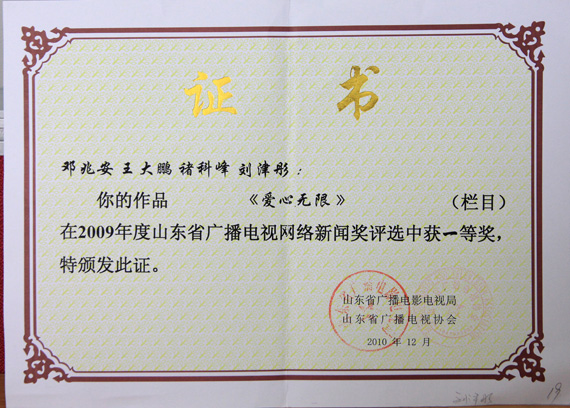 证 书
邓兆安 王大鹏 褚科峰 刘津彤：
你的作品 《爱心无限》 （栏目）
在2009年度山东省广播电视网络新闻奖评选中获一等奖，
特颁发此证。
山东省广播电影电视局
山东省广播电视协会
2010 年 12 月
19